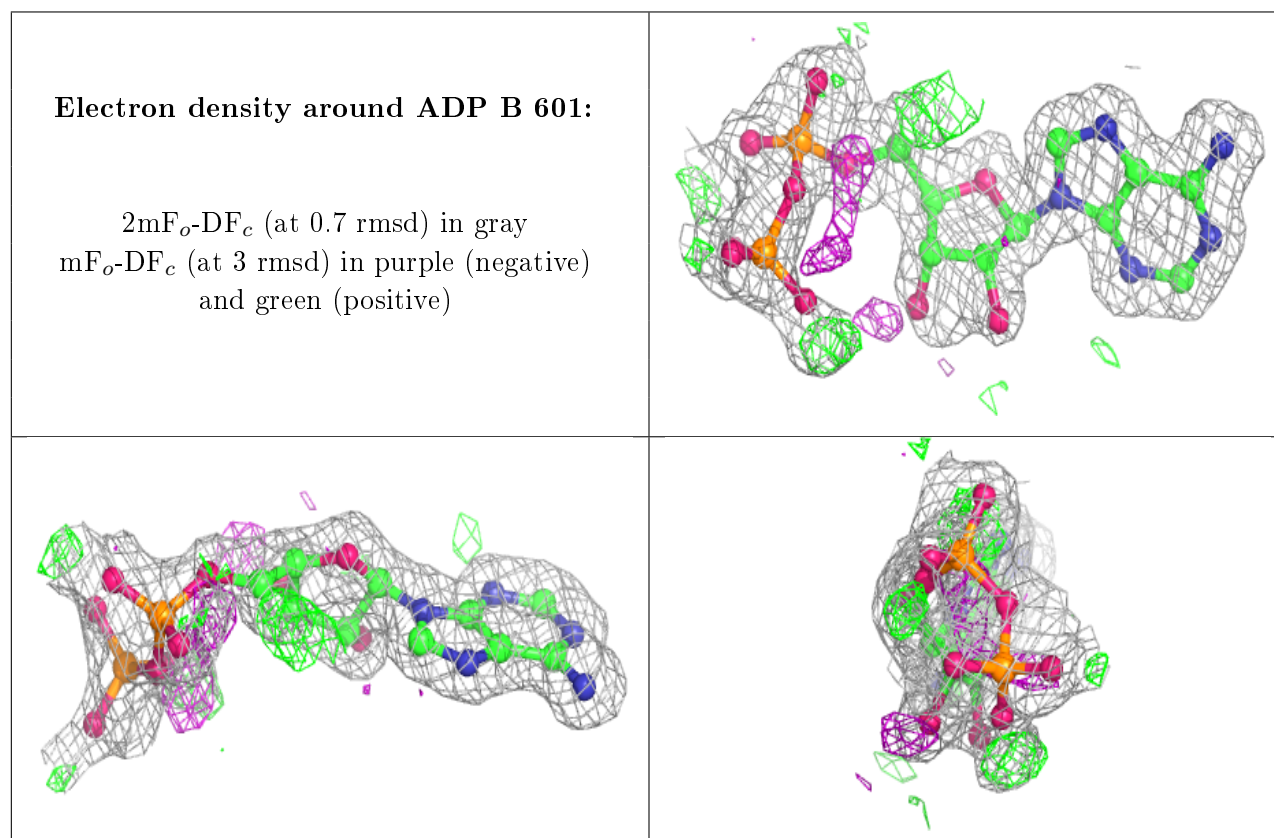 Electron density around ADP B 601:
2mFₒ-DF𝒸 (at 0.7 rmsd) in gray
mFₒ-DF𝒸 (at 3 rmsd) in purple (negative)
and green (positive)